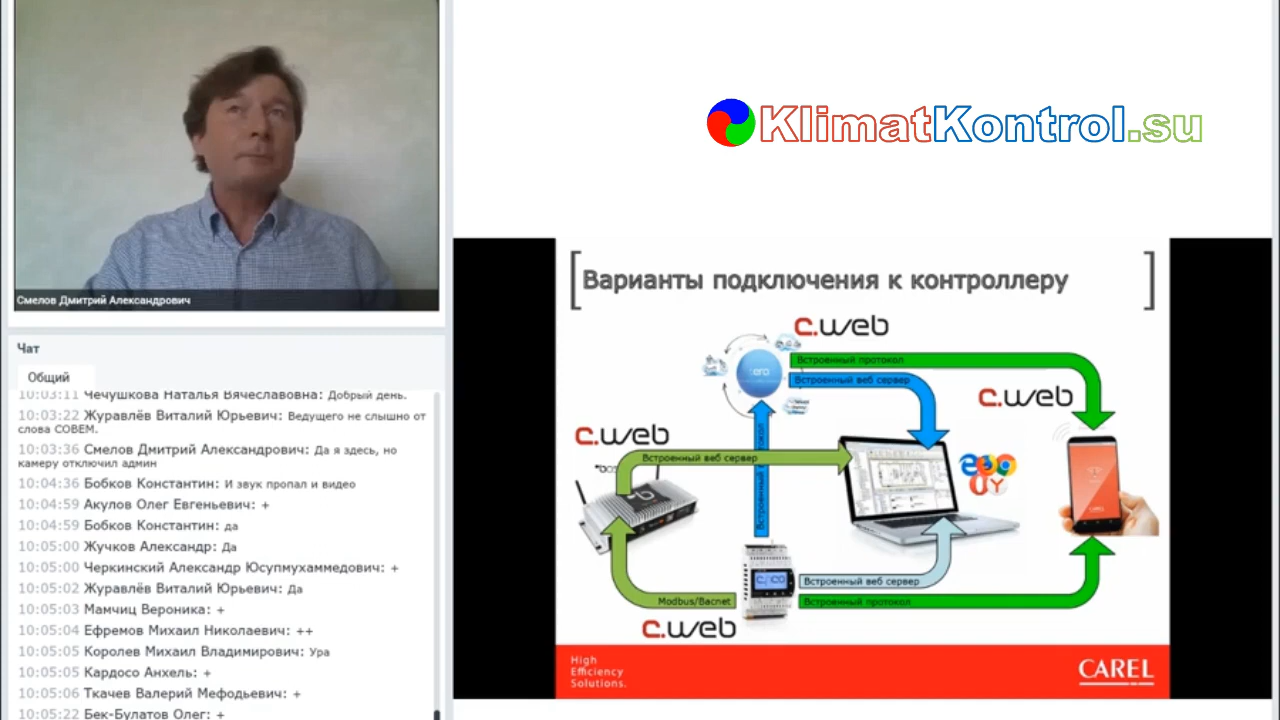 Смелов Дмитрий Александрович
Чат
Общий
10:03:11 Чечушкова Наталья Вячеславовна: Добрый день.
10:03:22 Журавлёв Виталий Юрьевич: Ведущего не слышно от
слова СОВЕМ.
10:03:36 Смелов Дмитрий Александрович: Да я здесь, но
камеру отключил админ
10:04:36 Бобков Константин: И звук пропал и видео
10:04:59 Акулов Олег Евгеньевич: +
10:04:59 Бобков Константин: да
10:05:00 Жучков Александр: Да
10:05:00 Черкинский Александр Юсупмухаммедович: +
10:05:02 Журавлёв Виталий Юрьевич: Да
10:05:03 Мамчиц Вероника: +
10:05:04 Ефремов Михаил Николаевич: ++
10:05:05 Королев Михаил Владимирович: Ура
10:05:05 Кардосо Анхель: +
10:05:06 Ткачев Валерий Мефодьевич: +
10:05:22 Бек-Булатов Олег: +
KlimatKontrol.su
Варианты подключения к контроллеру
c.web
Встроенный протокол
Встроенный веб сервер
c.web
c.web
Встроенный веб сервер
Встроенный протокол
CAREL
Встроенный веб сервер
Modbus/Bacnet
Встроенный протокол
c.web
High
Efficiency
Solutions.
CAREL